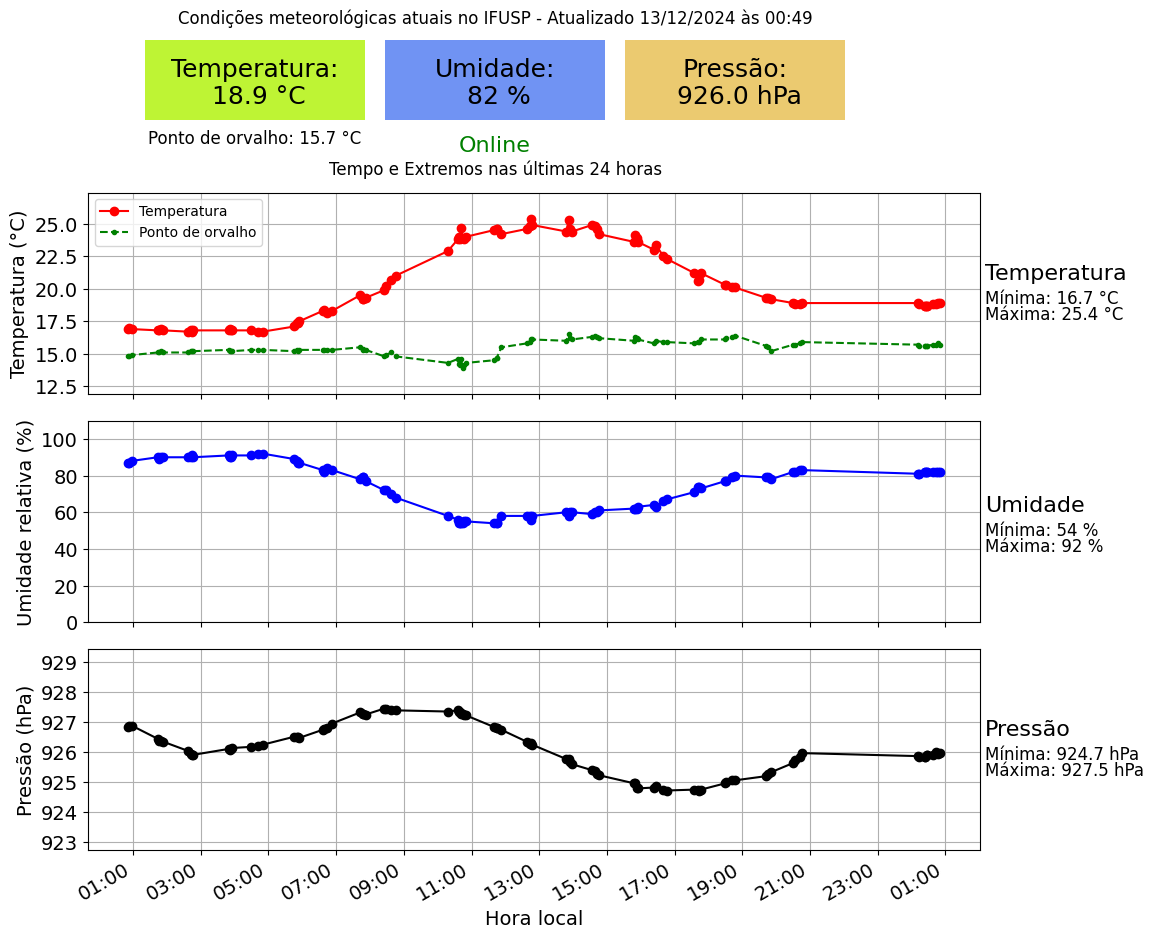 Condições meteorológicas atuais no IFUSP - Atualizado 13/12/2024 às 00:49
Temperatura:
18.9 °C
Umidade:
82 %
Pressão:
926.0 hPa
Ponto de orvalho: 15.7 °C
Online
Tempo e Extremos nas últimas 24 horas
Temperatura (°C)
25.0
22.5
20.0
17.5
15.0
12.5
Temperatura
Ponto de orvalho
Temperatura
Mínima: 16.7 °C
Máxima: 25.4 °C
Umidade relativa (%)
100
80
60
40
20
0
Umidade
Mínima: 54 %
Máxima: 92 %
Pressão (hPa)
929
928
927
926
925
924
923
Pressão
Mínima: 924.7 hPa
Máxima: 927.5 hPa
01:00
03:00
05:00
07:00
09:00
11:00
13:00
15:00
17:00
19:00
21:00
23:00
01:00
Hora local